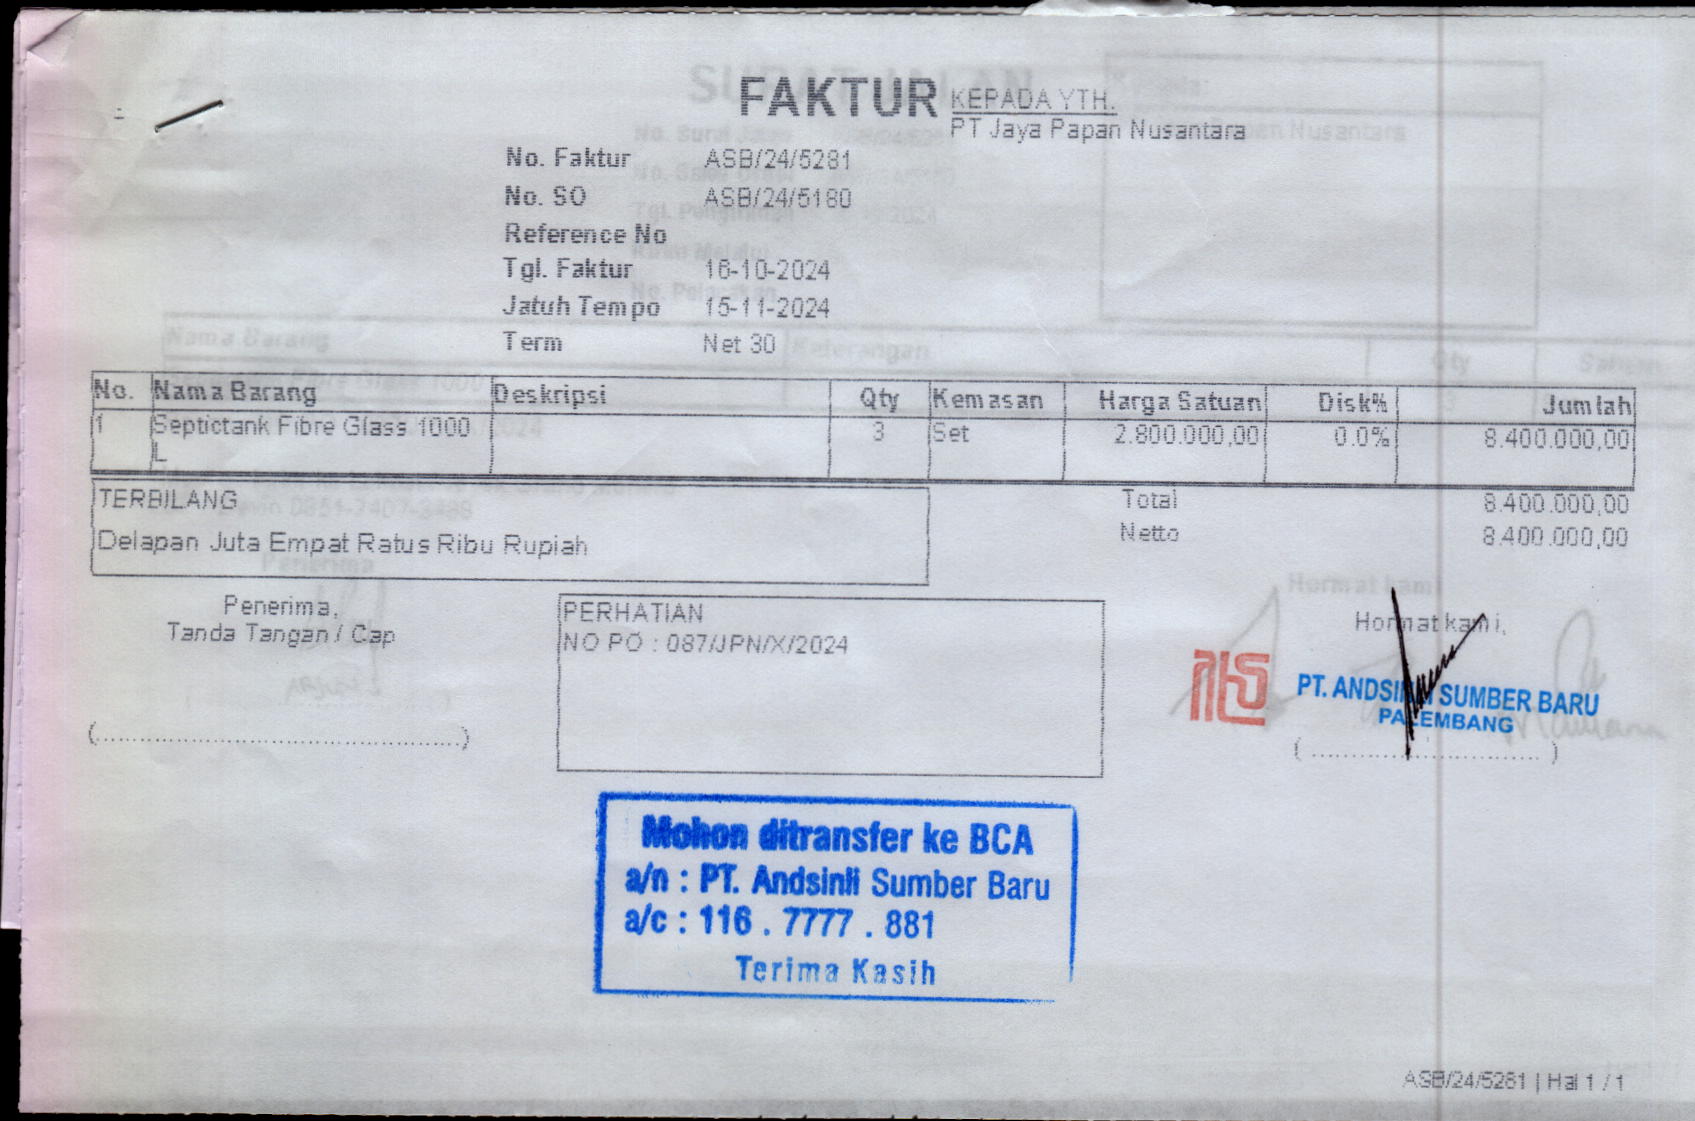 FAKTUR
KEPADA YTH.
PT Jaya Papan Nusantara
No. Faktur ASB/24/5281
No. SO ASB/24/5180
Reference No
Tgl. Faktur 16-10-2024
Jatuh Tempo 15-11-2024
Term Net 30
No. Nama Barang Deskripsi Qty Kemasan Harga Satuan Disk% Jumlah
1 Septictank Fibre Glass 1000 3 Set 2.800.000,00 0.0% 8.400.000,00
L
TERBILANG Total 8.400.000,00
Delapan Juta Empat Ratus Ribu Rupiah Netto 8.400.000,00
Penerima,
Tanda Tangan / Cap
(............................................)
PERHATIAN
NO PO : 087/JPN/X/2024
Hormat kami,
PT. ANDSINLI SUMBER BARU
PALEMBANG
(............................)
Mohon ditransfer ke BCA
a/n : PT. Andsinli Sumber Baru
a/c : 116 . 7777 . 881
Terima Kasih
ASB/24/5281 | Hal 1 / 1